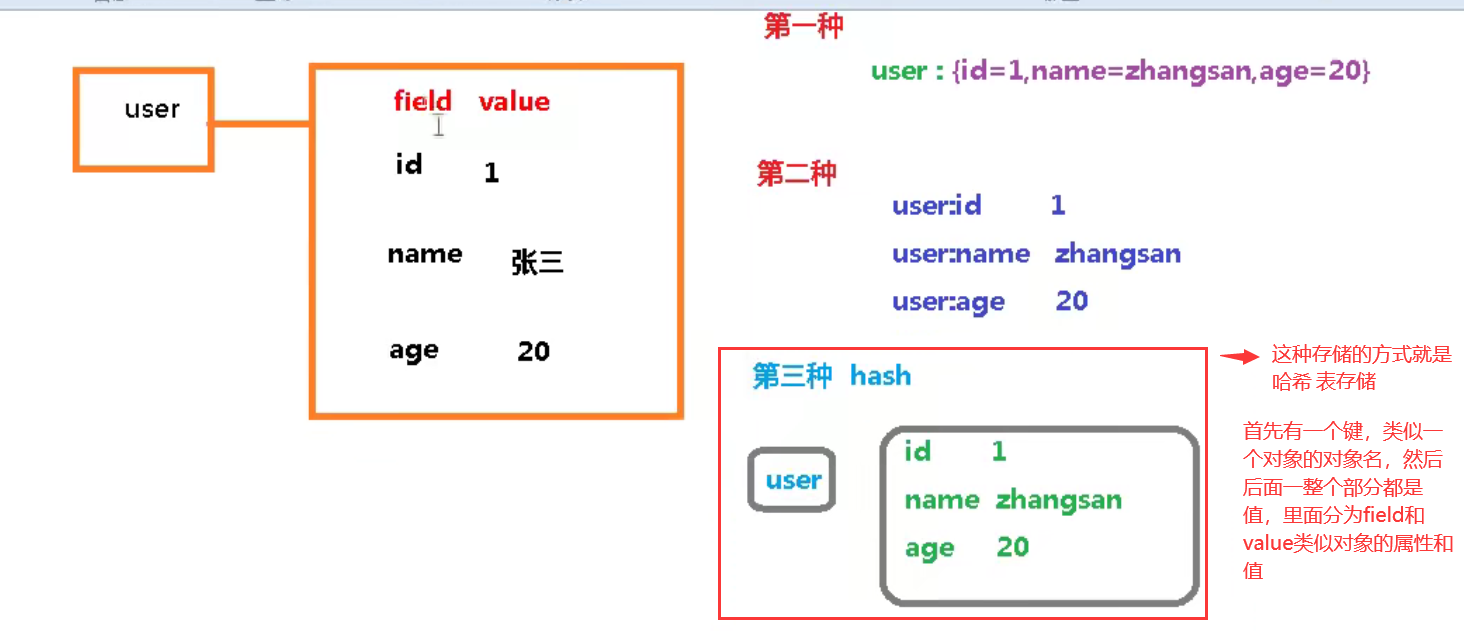 user
field value
id 1
name 张三
age 20
第一种
user : {id=1,name=zhangsan,age=20}
第二种
user:id 1
user:name zhangsan
user:age 20
第三种 hash
user
id 1
name zhangsan
age 20
这种存储的方式就是
哈希 表存储
首先有一个键，类似一
个对象的对象名，然后
后面一整个部分都是
值，里面分为field和
value类似对象的属性和
值